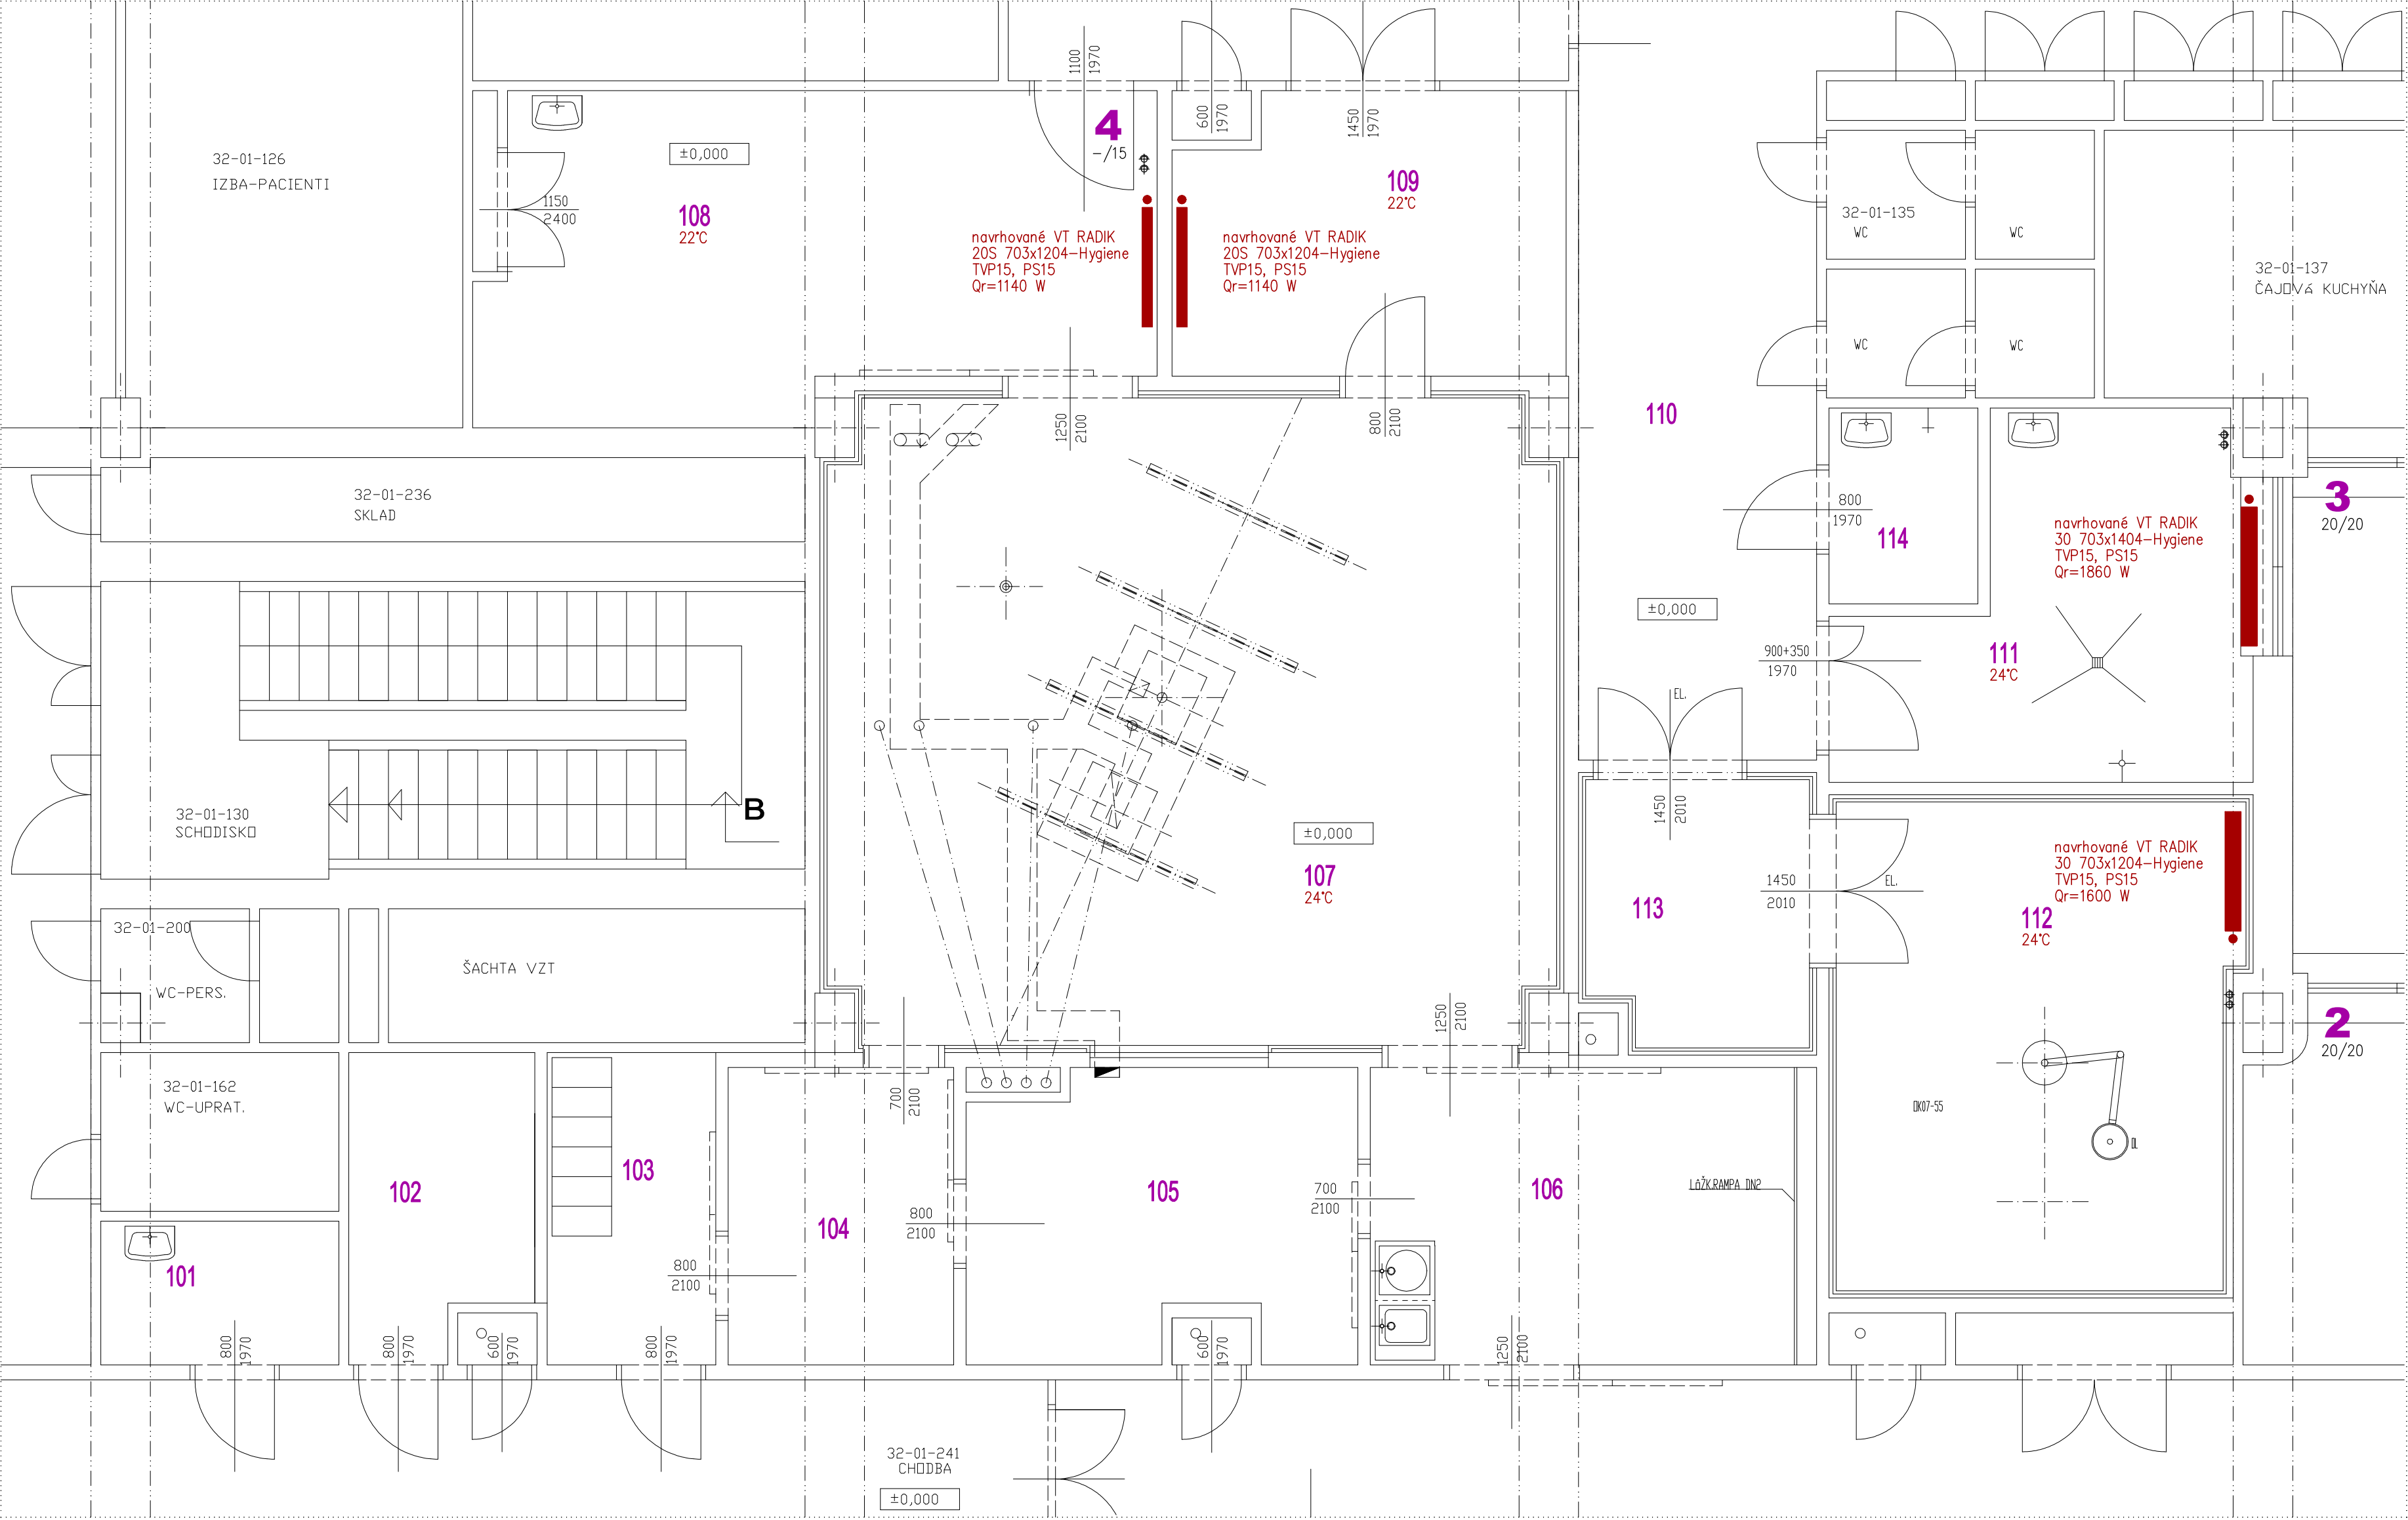 1100
1970
600
1970
1450
1970
4
-/15
32-01-126
IZBA-PACIENTI
±0,000
1150
2400
108
22°C
109
22°C
navrhované VT RADIK
20S 703x1204-Hygiene
TVP15, PS15
Qr=1140 W
navrhované VT RADIK
20S 703x1204-Hygiene
TVP15, PS15
Qr=1140 W
32-01-135
WC
WC
WC
WC
32-01-137
ČAJOVÁ KUCHYŇA
110
1250
2100
800
2100
32-01-236
SKLAD
800
1970
114
navrhované VT RADIK
30 703x1404-Hygiene
TVP15, PS15
Qr=1860 W
3
20/20
±0,000
900+350
1970
111
24°C
EL.
1450
2010
32-01-130
SCHODISKO
B
±0,000
107
24°C
113
1450
2010
EL.
navrhované VT RADIK
30 703x1204-Hygiene
TVP15, PS15
Qr=1600 W
112
24°C
32-01-200
WC-PERS.
ŠACHTA VZT
1250
2100
2
20/20
32-01-162
WC-UPRAT.
700
2100
DK07-55
DL
101
102
103
104
105
106
800
2100
800
2100
700
2100
LôŽK.RAMPA DN2
800
1970
800
1970
600
1970
800
1970
600
1970
1250
2100
32-01-241
CHODBA
±0,000